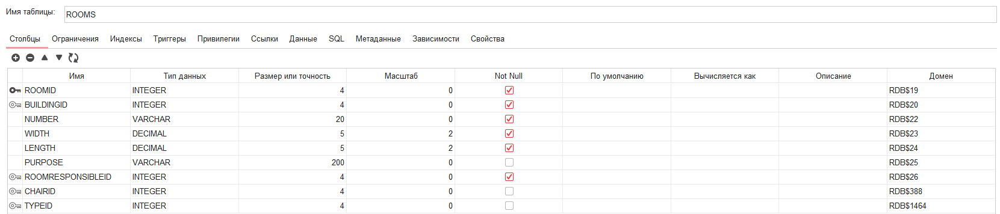 Имя таблицы: ROOMS
Столбцы Ограничения Индексы Триггеры Привилегии Ссылки Данные SQL Метаданные Зависимости Свойства
Имя Тип данных Размер или точность Масштаб Not Null По умолчанию Вычисляется как Описание Домен
ROOMID INTEGER 4 0 RDB$19
BUILDINGID INTEGER 4 0 RDB$20
NUMBER VARCHAR 20 0 RDB$22
WIDTH DECIMAL 5 2 RDB$23
LENGTH DECIMAL 5 2 RDB$24
PURPOSE VARCHAR 200 0 RDB$25
ROOMRESPONSIBLEID INTEGER 4 0 RDB$26
CHAIRID INTEGER 4 0 RDB$388
TYPEID INTEGER 4 0 RDB$1464